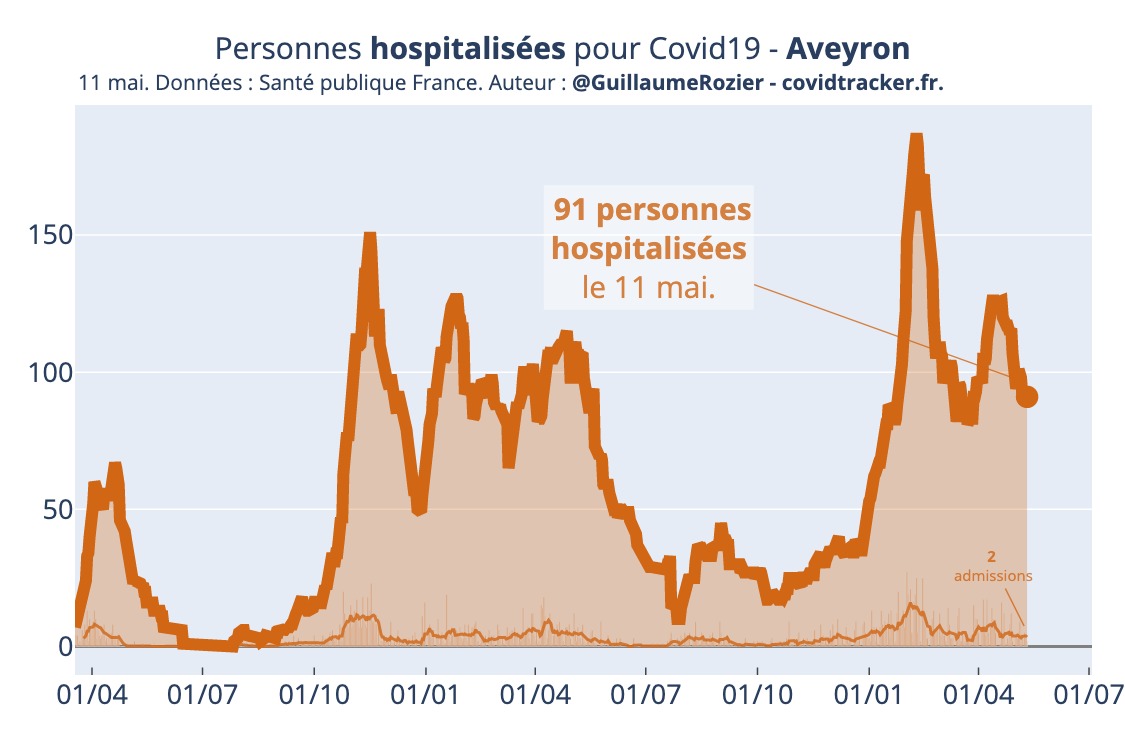 Personnes hospitalisées pour Covid19 - Aveyron
11 mai. Données : Santé publique France. Auteur : @GuillaumeRozier - covidtracker.fr.
150
100
50
0
91 personnes
hospitalisées
le 11 mai.
2
admissions
01/04 01/07 01/10 01/01 01/04 01/07 01/10 01/01 01/04 01/07